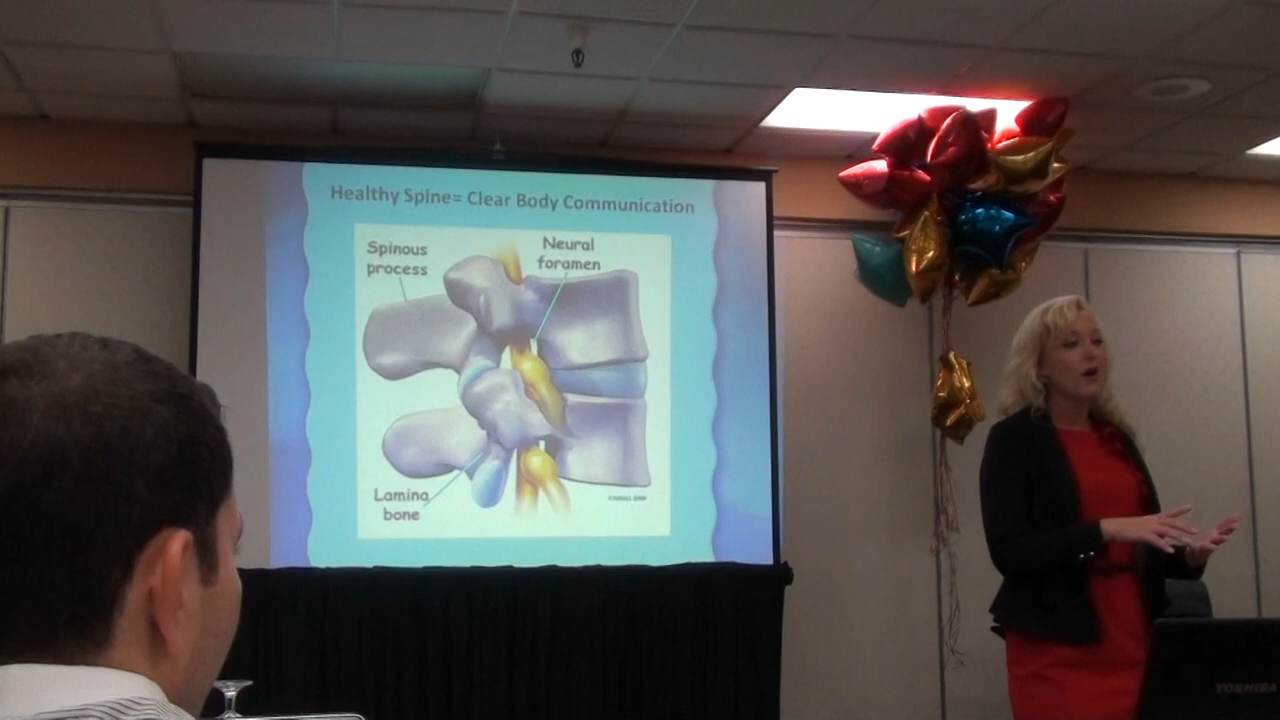 Healthy Spine= Clear Body Communication
Spinous
process
Neural
foramen
Lamina
bone
TOSHIBA